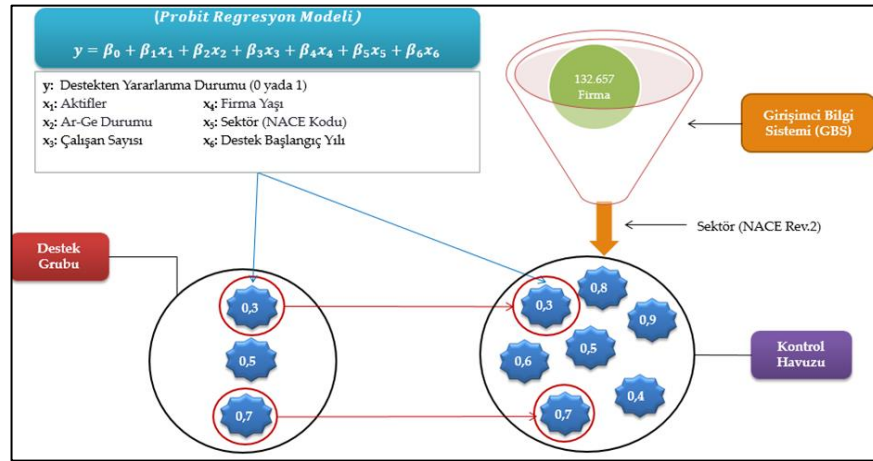 (Probit Regresyon Modeli)
y = β₀ + β₁x₁ + β₂x₂ + β₃x₃ + β₄x₄ + β₅x₅ + β₆x₆
y: Destekten Yararlanma Durumu (0 yada 1)
x₁: Aktifler
x₄: Firma Yaşı
x₂: Ar-Ge Durumu
x₅: Sektör (NACE Kodu)
x₃: Çalışan Sayısı
x₆: Destek Başlangıç Yılı
132.657
Firma
Girişimci Bilgi
Sistemi (GBS)
Sektör (NACE Rev.2)
Destek
Grubu
0,3
0,5
0,7
0,3
0,8
0,9
0,6
0,5
0,4
0,7
Kontrol
Havuzu